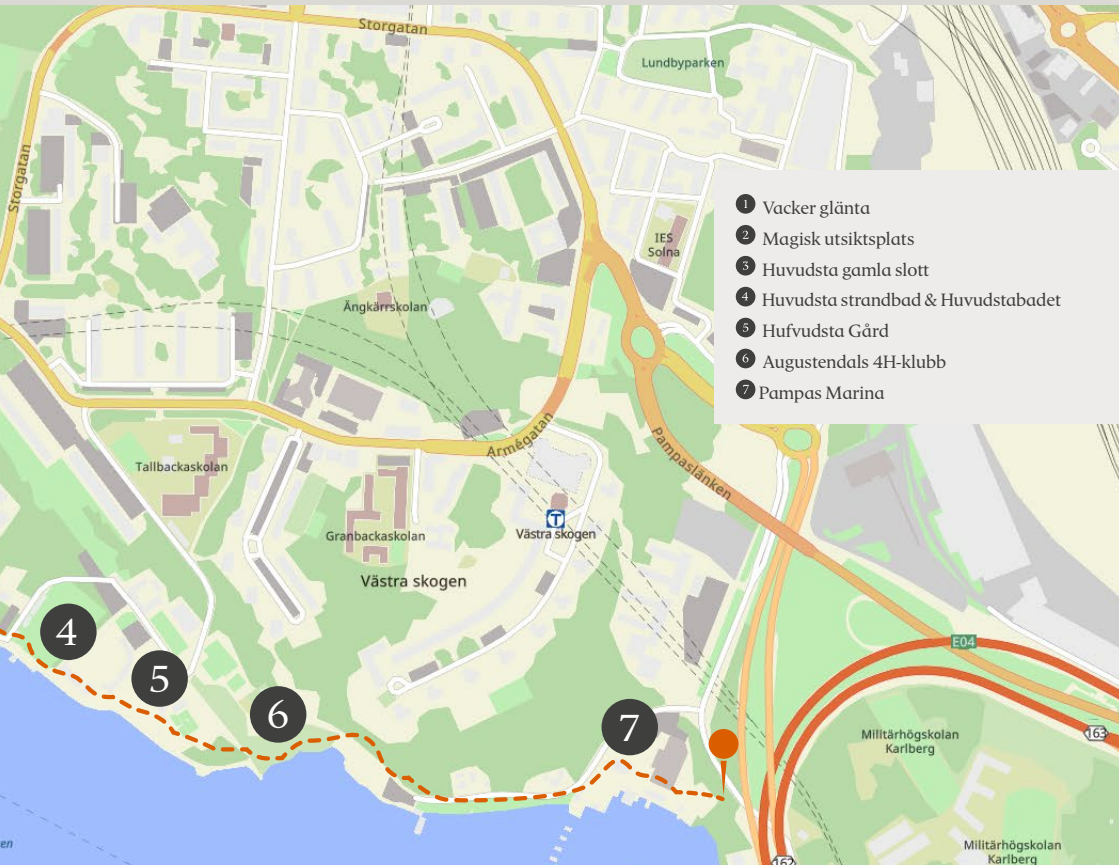 Storgatan
Lundbyparken
Storgatan
IES
Solna
Ängkärrskolan
1 Vacker glänta
2 Magisk utsiktsplats
3 Huvudsta gamla slott
4 Huvudsta strandbad & Huvudstabadet
5 Hufvudsta Gård
6 Augustendals 4H-klubb
7 Pampas Marina
Armégatan
Pampaslänken
Tallbackaskolan
T
Västra skogen
Granbackaskolan
Västra skogen
4
5
6
7
E04
163
Militärhögskolan
Karlberg
Militärhögskolan
Karlberg
162